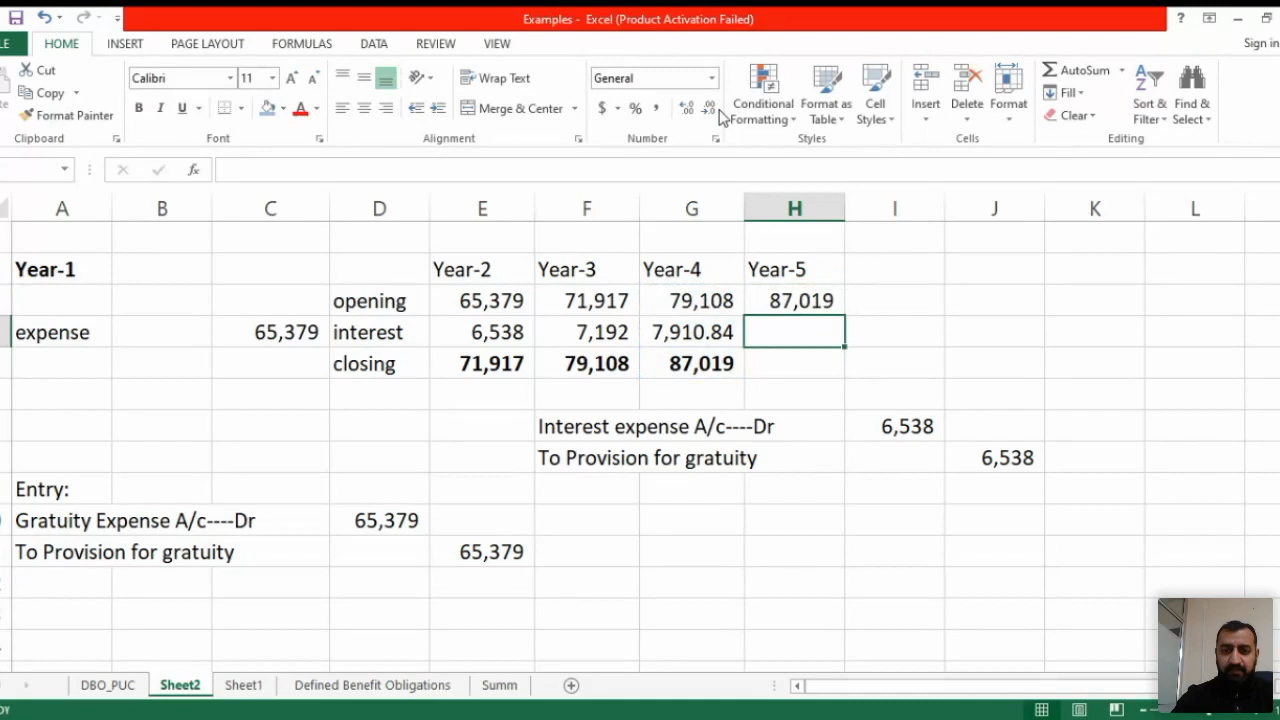 Examples - Excel (Product Activation Failed)
?
HOME INSERT PAGE LAYOUT FORMULAS DATA REVIEW VIEW Sign in
Cut
Copy
Format Painter
Clipboard
Calibri 11 A A
B I U A
Font
Wrap Text
Merge & Center
Alignment
General
$ % ,
Number
Conditional Formatting
Format as Table
Cell Styles
Styles
Insert Delete Format
Cells
AutoSum
Fill
Clear
Sort & Filter
Find & Select
Editing
fx
A B C D E F G H I J K L
Year-1 Year-2 Year-3 Year-4 Year-5
opening 65,379 71,917 79,108 87,019
expense 65,379 interest 6,538 7,192 7,910.84
closing 71,917 79,108 87,019
Interest expense A/c----Dr 6,538
To Provision for gratuity 6,538
Entry:
Gratuity Expense A/c----Dr 65,379
To Provision for gratuity 65,379
DBO_PUC Sheet2 Sheet1 Defined Benefit Obligations Summ